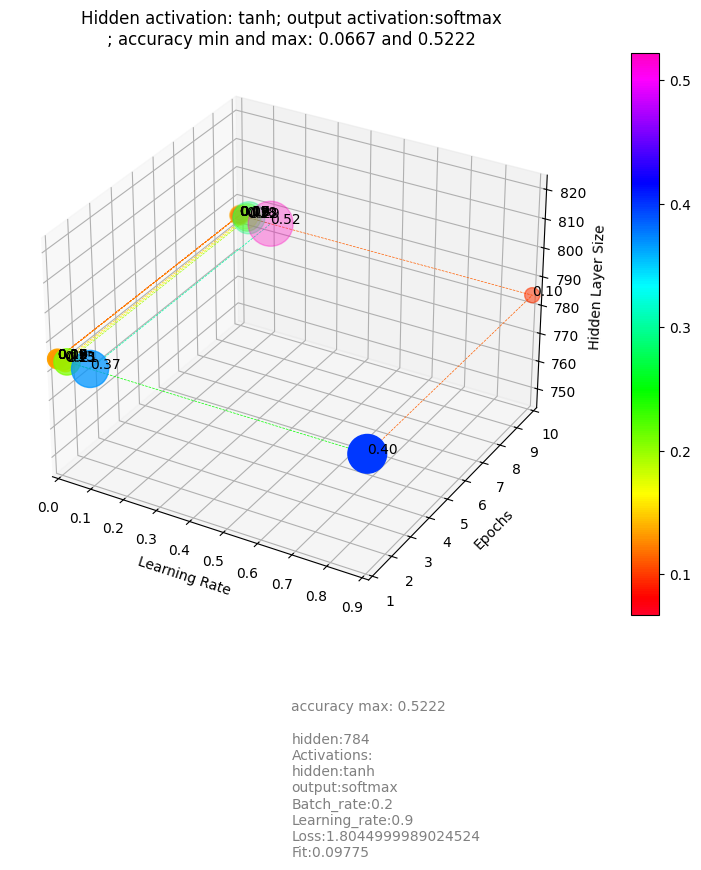 Hidden activation: tanh; output activation:softmax
; accuracy min and max: 0.0667 and 0.5222
0.5
0.4
0.3
0.2
0.1
820
810
800
790
780
770
760
750
Hidden Layer Size
0.52
0.10
0.37
0.40
10
9
8
7
6
5
4
3
2
1
Epochs
0.0
0.1
0.2
0.3
0.4
0.5
0.6
0.7
0.8
0.9
Learning Rate
accuracy max: 0.5222
hidden:784
Activations:
hidden:tanh
output:softmax
Batch_rate:0.2
Learning_rate:0.9
Loss:1.8044999989024524
Fit:0.09775